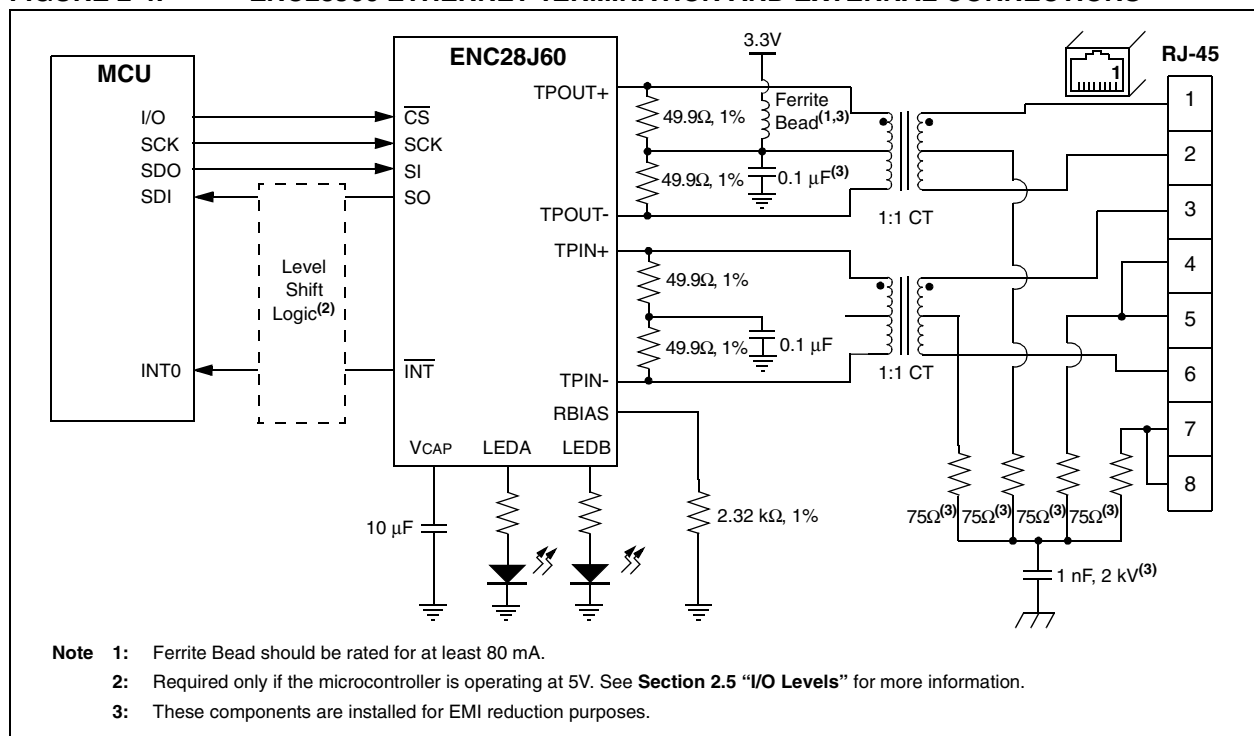 MCU
I/O
SCK
SDO
SDI
INT0
Level
Shift
Logic(2)
ENC28J60
CS
SCK
SI
SO
INT
TPOUT+
TPOUT-
TPIN+
TPIN-
RBIAS
VCAP
LEDA
LEDB
3.3V
Ferrite
Bead(1,3)
49.9Ω, 1%
49.9Ω, 1%
0.1 µF(3)
1:1 CT
49.9Ω, 1%
49.9Ω, 1%
0.1 µF
1:1 CT
10 µF
2.32 kΩ, 1%
1
RJ-45
1
2
3
4
5
6
7
8
75Ω(3) 75Ω(3) 75Ω(3) 75Ω(3)
1 nF, 2 kV(3)
Note 1: Ferrite Bead should be rated for at least 80 mA.
2: Required only if the microcontroller is operating at 5V. See Section 2.5 “I/O Levels” for more information.
3: These components are installed for EMI reduction purposes.